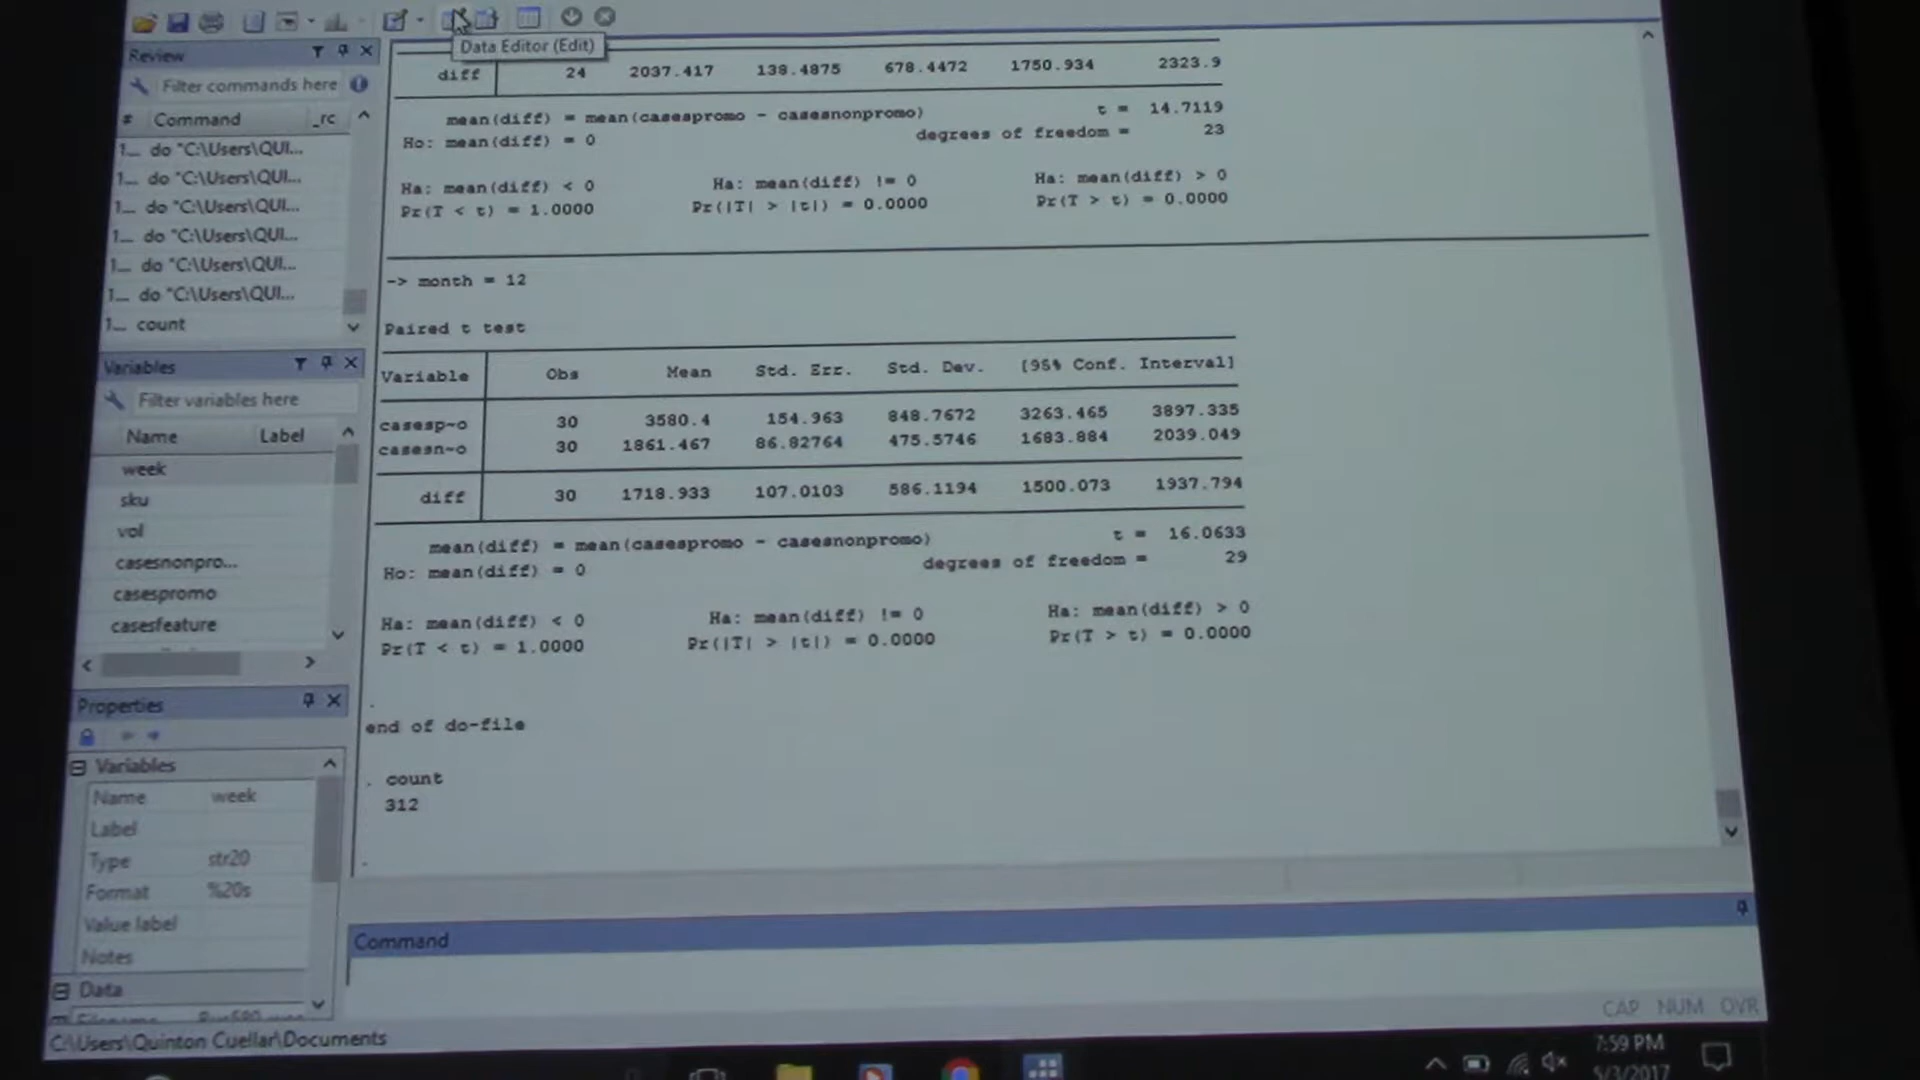 Data Editor (Edit)
Review
Filter commands here
# Command _rc
1... do "C:\Users\QUI...
1... do "C:\Users\QUI...
1... do "C:\Users\QUI...
1... do "C:\Users\QUI...
1... do "C:\Users\QUI...
1... do "C:\Users\QUI...
1... count
Variables
Filter variables here
Name Label
week
sku
vol
casesnonpro...
casespromo
casesfeature
Properties
Variables
Name week
Label
Type str20
Format %20s
Value label
Notes
Data
diff 24 2037.417 138.4875 678.4472 1750.934 2323.9
mean(diff) = mean(casespromo - casesnonpromo) t = 14.7119
Ho: mean(diff) = 0 degrees of freedom = 23
Ha: mean(diff) < 0 Ha: mean(diff) != 0 Ha: mean(diff) > 0
Pr(T < t) = 1.0000 Pr(|T| > |t|) = 0.0000 Pr(T > t) = 0.0000
-> month = 12
Paired t test
Variable Obs Mean Std. Err. Std. Dev. [95% Conf. Interval]
casesp~o 30 3580.4 154.963 848.7672 3263.465 3897.335
casesn~o 30 1861.467 86.82764 475.5746 1683.884 2039.049
diff 30 1718.933 107.0103 586.1194 1500.073 1937.794
mean(diff) = mean(casespromo - casesnonpromo) t = 16.0633
Ho: mean(diff) = 0 degrees of freedom = 29
Ha: mean(diff) < 0 Ha: mean(diff) != 0 Ha: mean(diff) > 0
Pr(T < t) = 1.0000 Pr(|T| > |t|) = 0.0000 Pr(T > t) = 0.0000
.
end of do-file
. count
312
.
Command
CAP NUM OVR
C:\Users\Quinton Cuellar\Documents
7:59 PM
5/3/2017